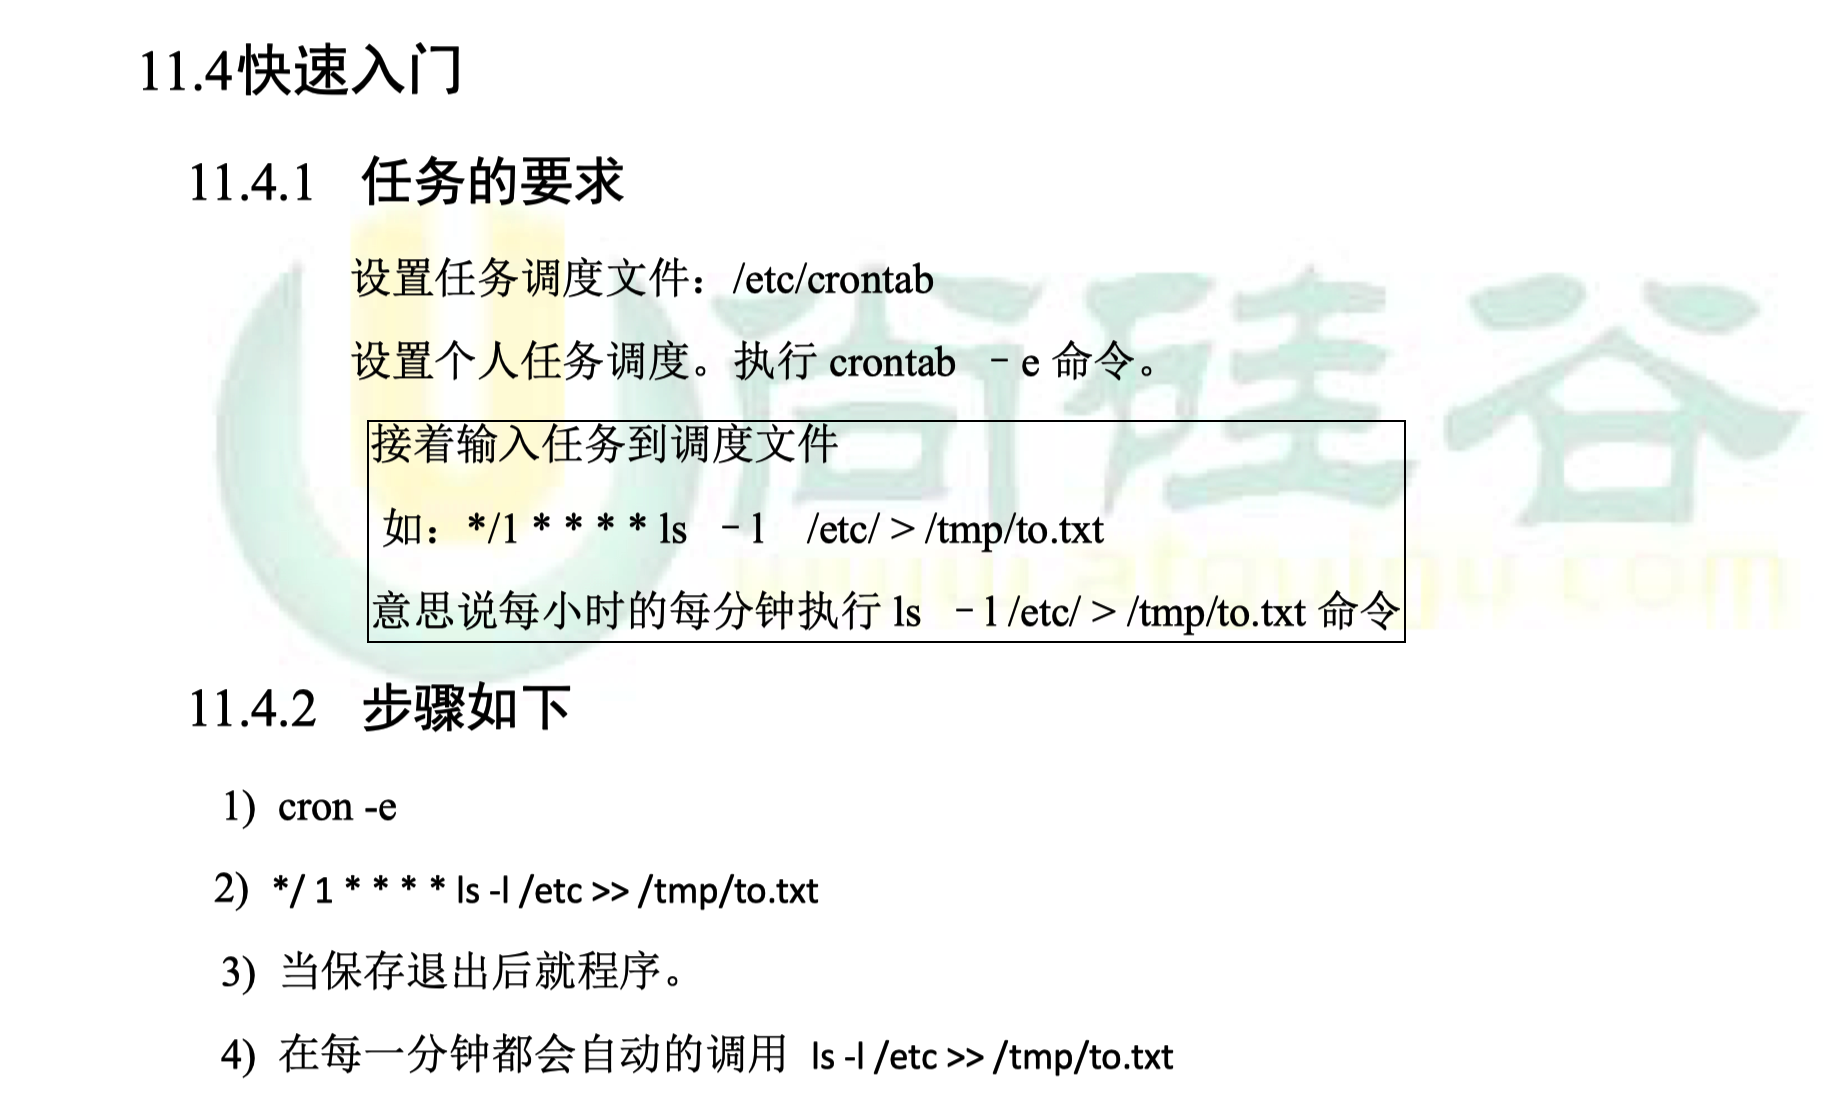 11.4快速入门
11.4.1 任务的要求
设置任务调度文件：/etc/crontab
设置个人任务调度。执行 crontab –e 命令。
接着输入任务到调度文件
如：*/1 * * * * ls –l /etc/ > /tmp/to.txt
意思说每小时的每分钟执行 ls –l /etc/ > /tmp/to.txt 命令
11.4.2 步骤如下
1) cron -e
2) */ 1 * * * * ls -l /etc >> /tmp/to.txt
3) 当保存退出后就程序。
4) 在每一分钟都会自动的调用 ls -l /etc >> /tmp/to.txt
尚硅谷